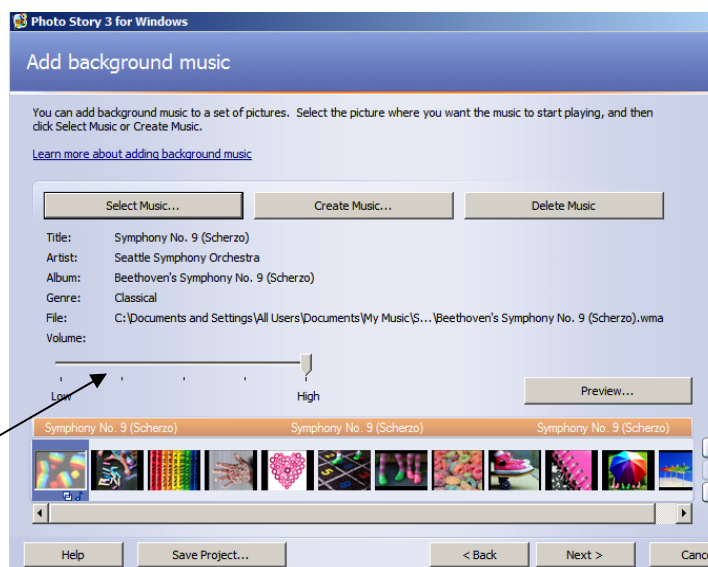 Photo Story 3 for Windows
Add background music
You can add background music to a set of pictures. Select the picture where you want the music to start playing, and then
click Select Music or Create Music.
Learn more about adding background music
Select Music... Create Music... Delete Music
Title: Symphony No. 9 (Scherzo)
Artist: Seattle Symphony Orchestra
Album: Beethoven's Symphony No. 9 (Scherzo)
Genre: Classical
File: C:\Documents and Settings\All Users\Documents\My Music\S...\Beethoven's Symphony No. 9 (Scherzo).wma
Volume:
Low High
Preview...
Symphony No. 9 (Scherzo) Symphony No. 9 (Scherzo) Symphony No. 9 (Scherzo)
Help Save Project... < Back Next > Canc